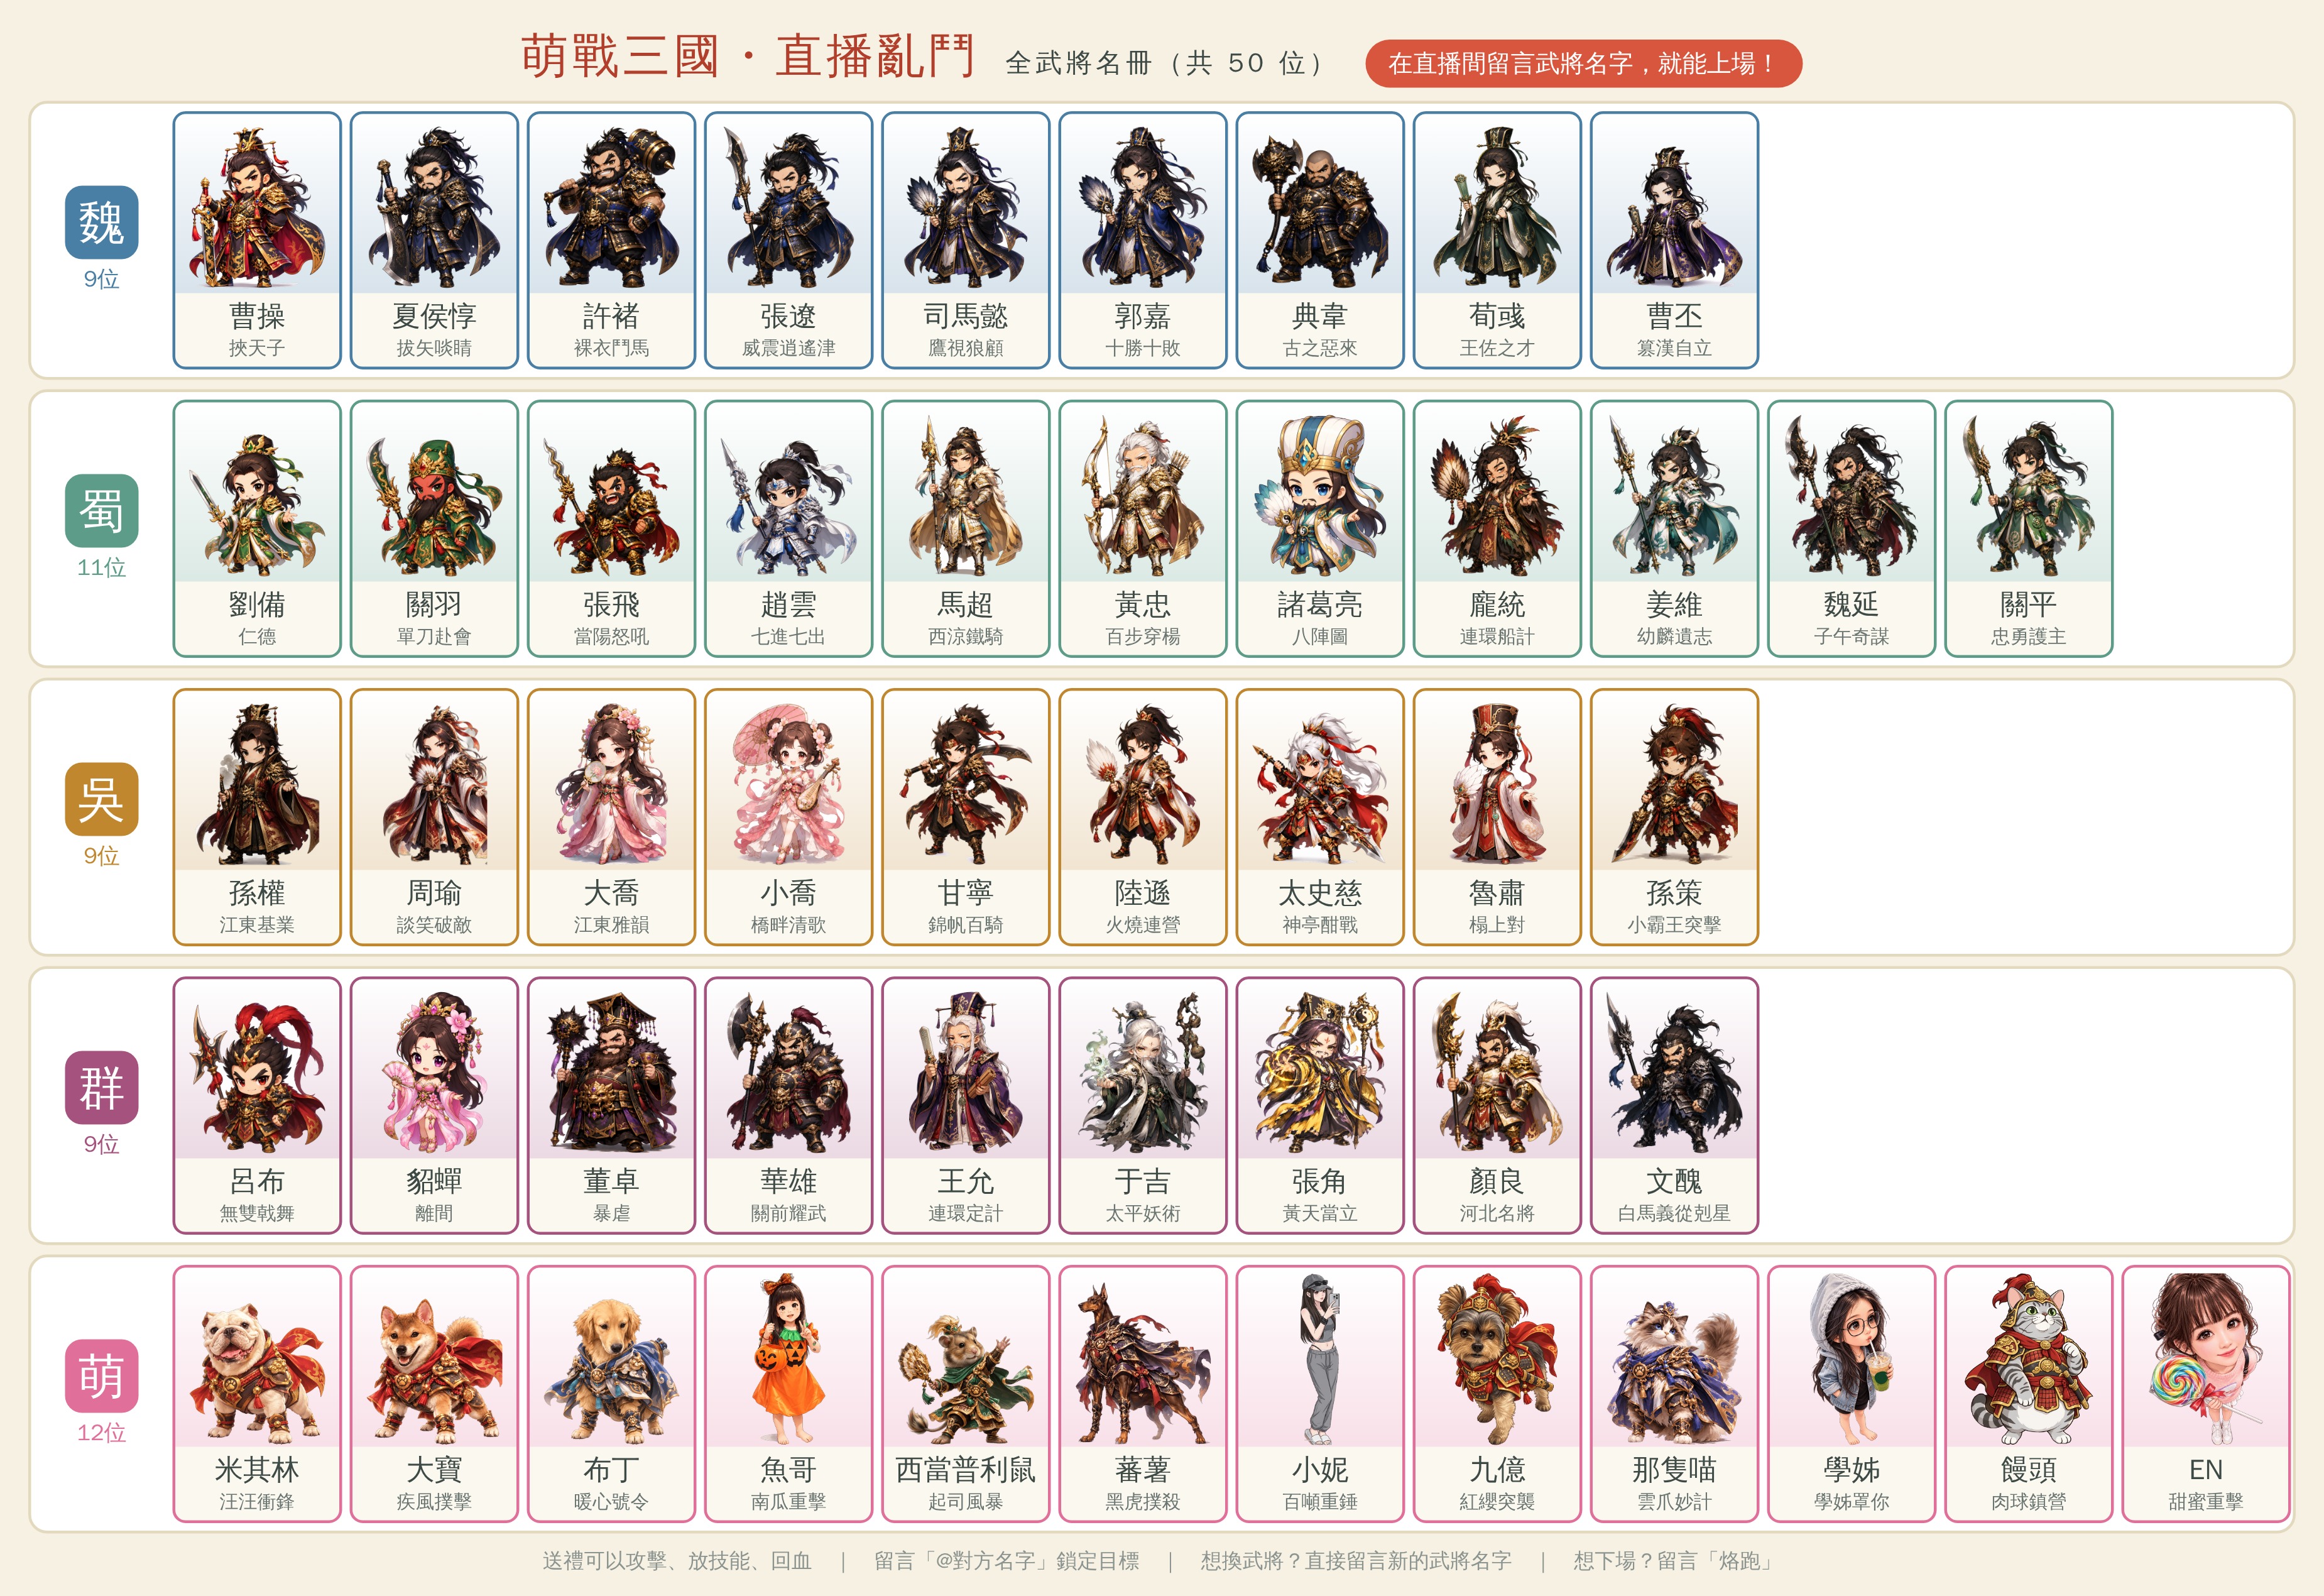 萌戰三國・直播亂鬥 全武將名冊（共 50 位） 在直播間留言武將名字，就能上場！
魏
9位
曹操
挾天子
夏侯惇
拔矢啖睛
許褚
裸衣鬥馬
張遼
威震逍遙津
司馬懿
鷹視狼顧
郭嘉
十勝十敗
典韋
古之惡來
荀彧
王佐之才
曹丕
篡漢自立
蜀
11位
劉備
仁德
關羽
單刀赴會
張飛
當陽怒吼
趙雲
七進七出
馬超
西涼鐵騎
黃忠
百步穿楊
諸葛亮
八陣圖
龐統
連環船計
姜維
幼麟遺志
魏延
子午奇謀
關平
忠勇護主
吳
9位
孫權
江東基業
周瑜
談笑破敵
大喬
江東雅韻
小喬
橋畔清歌
甘寧
錦帆百騎
陸遜
火燒連營
太史慈
神亭酣戰
魯肅
榻上對
孫策
小霸王突擊
群
9位
呂布
無雙戟舞
貂蟬
離間
董卓
暴虐
華雄
關前耀武
王允
連環定計
于吉
太平妖術
張角
黃天當立
顏良
河北名將
文醜
白馬義從剋星
萌
12位
米其林
汪汪衝鋒
大寶
疾風撲擊
布丁
暖心號令
魚哥
南瓜重擊
西當普利鼠
起司風暴
蕃薯
黑虎撲殺
小妮
百噸重錘
九億
紅纓突襲
那隻喵
雲爪妙計
學姊
學姊罩你
饅頭
肉球鎮營
EN
甜蜜重擊
送禮可以攻擊、放技能、回血 ｜ 留言「@對方名字」鎖定目標 ｜ 想換武將？直接留言新的武將名字 ｜ 想下場？留言「烙跑」